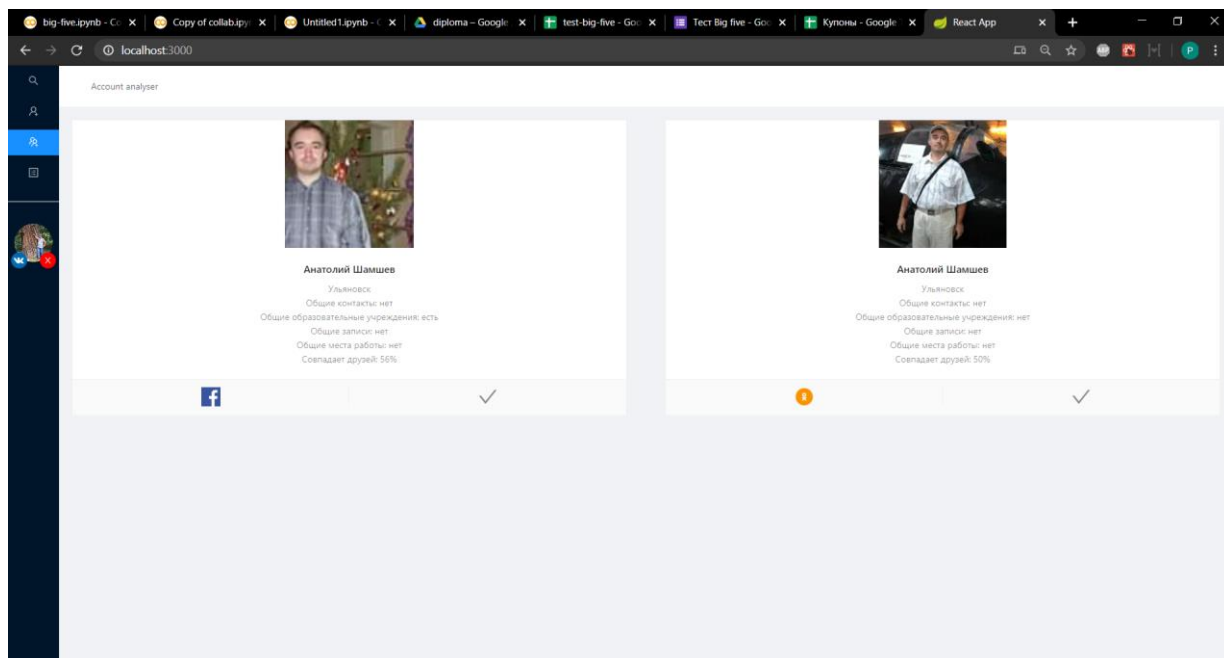 big-five.ipynb - Co
Copy of collab.ipy
Untitled1.ipynb - C
diploma – Google
test-big-five - Goo
Тест Big five - Goo
Купоны - Google T
React App
localhost:3000
ABP
P
Account analyser
Анатолий Шамшев
Ульяновск
Общие контакты: нет
Общие образовательные учреждения: есть
Общие записи: нет
Общие места работы: нет
Совпадает друзей: 56%
Анатолий Шамшев
Ульяновск
Общие контакты: нет
Общие образовательные учреждения: нет
Общие записи: нет
Общие места работы: нет
Совпадает друзей: 50%